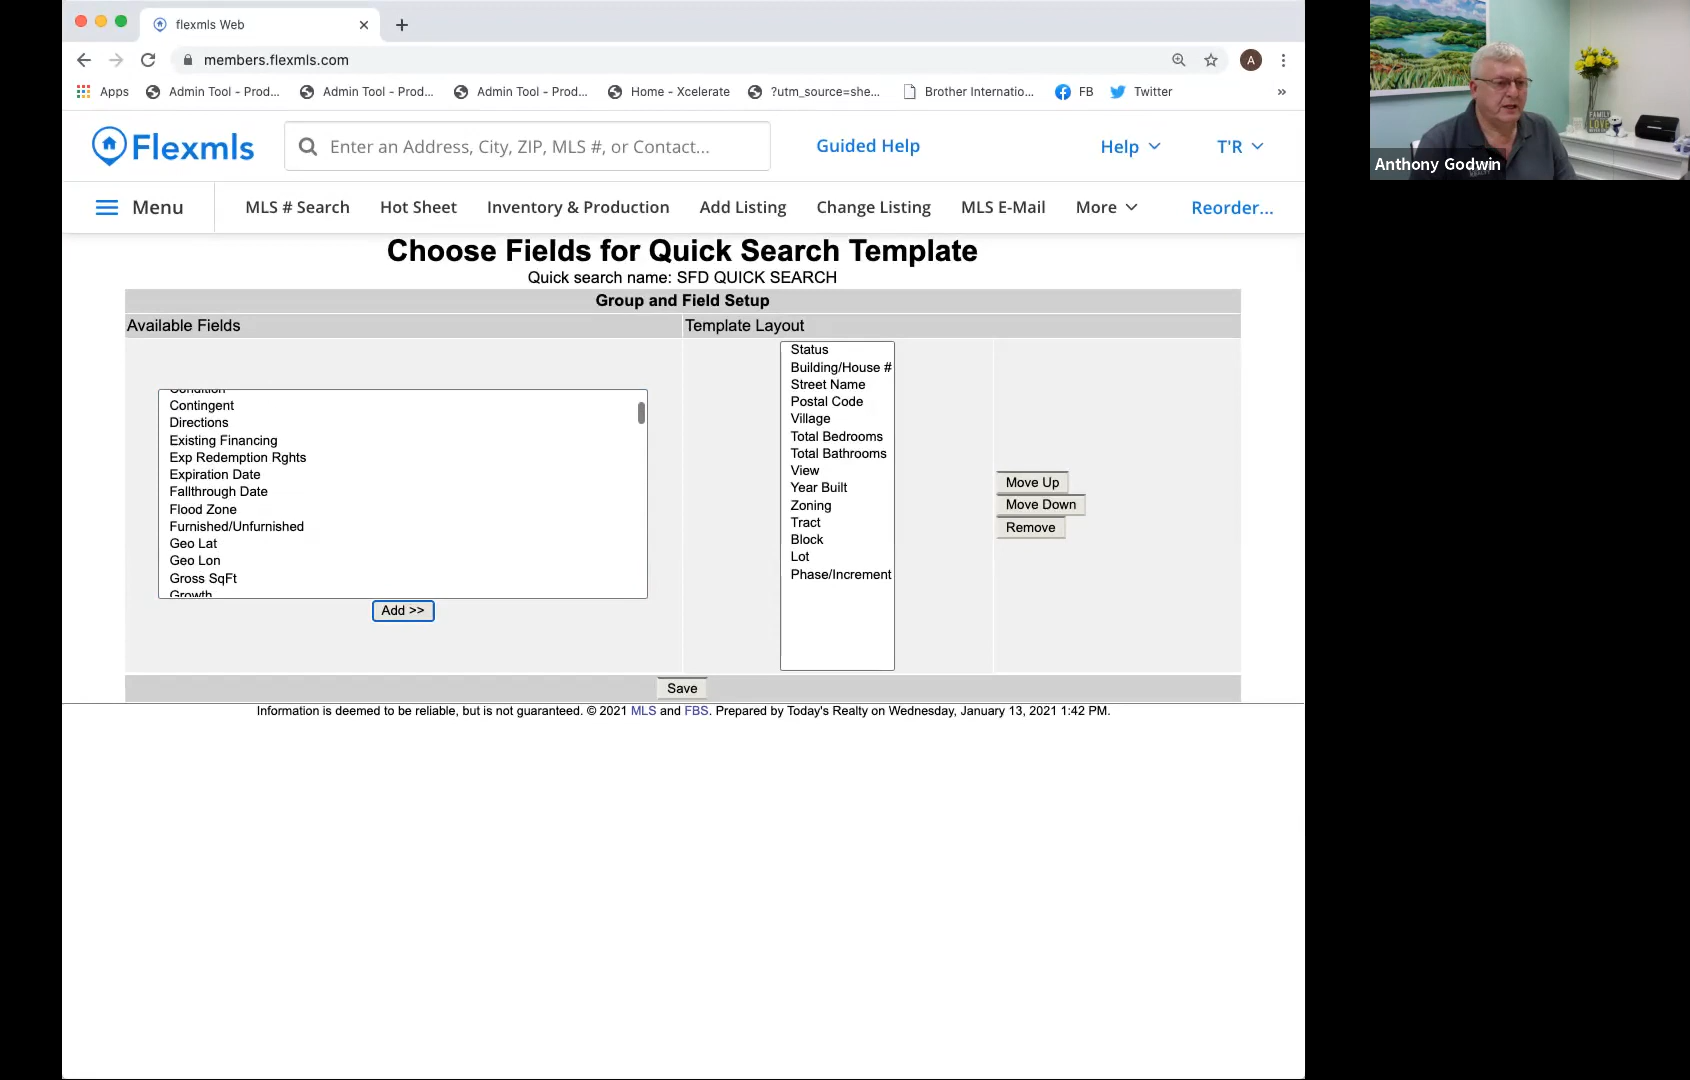 flexmls Web
members.flexmls.com
A
Apps
Admin Tool - Prod...
Admin Tool - Prod...
Admin Tool - Prod...
Home - Xcelerate
?utm_source=she...
Brother Internatio...
FB
Twitter
»
Flexmls
Enter an Address, City, ZIP, MLS #, or Contact...
Guided Help
Help
T'R
Menu
MLS # Search
Hot Sheet
Inventory & Production
Add Listing
Change Listing
MLS E-Mail
More
Reorder...
Choose Fields for Quick Search Template
Quick search name: SFD QUICK SEARCH
Group and Field Setup
Available Fields
Template Layout
Condition
Contingent
Directions
Existing Financing
Exp Redemption Rghts
Expiration Date
Fallthrough Date
Flood Zone
Furnished/Unfurnished
Geo Lat
Geo Lon
Gross SqFt
Growth
Add >>
Status
Building/House #
Street Name
Postal Code
Village
Total Bedrooms
Total Bathrooms
View
Year Built
Zoning
Tract
Block
Lot
Phase/Increment
Move Up
Move Down
Remove
Save
Information is deemed to be reliable, but is not guaranteed. © 2021 MLS and FBS. Prepared by Today's Realty on Wednesday, January 13, 2021 1:42 PM.
FAMILY
LOVE
Anthony Godwin